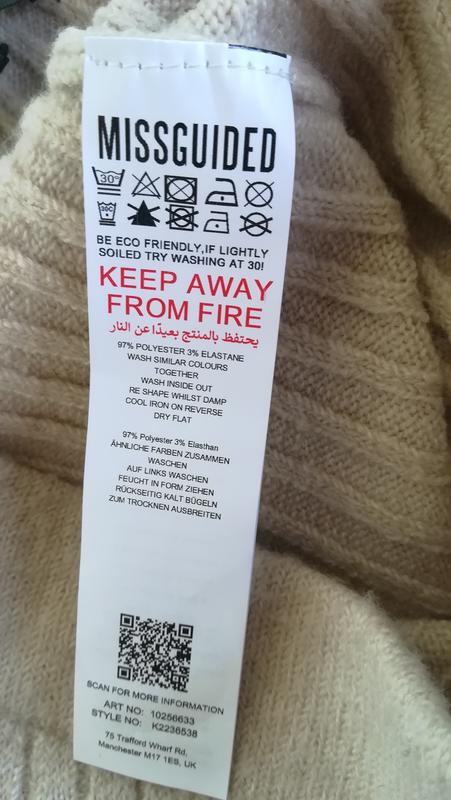 MISSGUIDED
30°
30C
BE ECO FRIENDLY,IF LIGHTLY
SOILED TRY WASHING AT 30!
KEEP AWAY
FROM FIRE
يحتفظ بالمنتج بعيدًا عن النار
97% POLYESTER 3% ELASTANE
WASH SIMILAR COLOURS
TOGETHER
WASH INSIDE OUT
RE SHAPE WHILST DAMP
COOL IRON ON REVERSE
DRY FLAT
97% Polyester 3% Elasthan
ÄHNLICHE FARBEN ZUSAMMEN
WASCHEN
AUF LINKS WASCHEN
FEUCHT IN FORM ZIEHEN
RÜCKSEITIG KALT BÜGELN
ZUM TROCKNEN AUSBREITEN
SCAN FOR MORE INFORMATION
ART NO: 10256633
STYLE NO: K2236538
75 Trafford Wharf Rd,
Manchester M17 1ES, UK